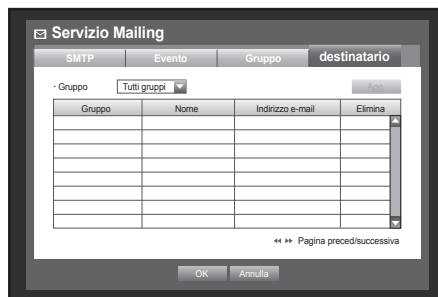 Servizio Mailing
SMTP Evento Gruppo destinatario
· Gruppo Tutti gruppi Agg.
Gruppo Nome Indirizzo e-mail Elimina
Pagina preced/successiva
OK Annulla